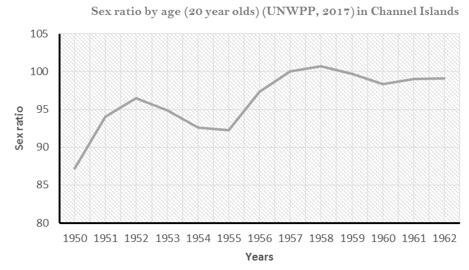 Sex ratio by age (20 year olds) (UNWPP, 2017) in Channel Islands
105
100
95
90
85
80
Sex ratio
1950 1951 1952 1953 1954 1955 1956 1957 1958 1959 1960 1961 1962
Years